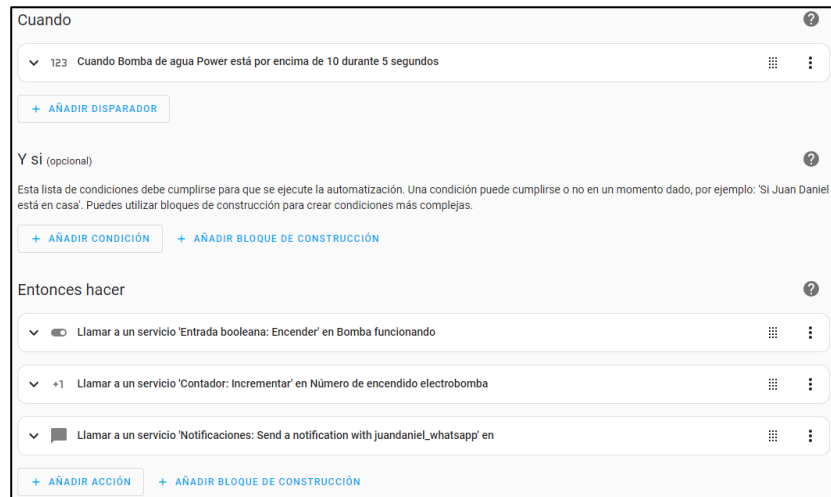 Cuando
123 Cuando Bomba de agua Power está por encima de 10 durante 5 segundos
+ AÑADIR DISPARADOR
Y si (opcional)
Esta lista de condiciones debe cumplirse para que se ejecute la automatización. Una condición puede cumplirse o no en un momento dado, por ejemplo: 'Si Juan Daniel
está en casa'. Puedes utilizar bloques de construcción para crear condiciones más complejas.
+ AÑADIR CONDICIÓN + AÑADIR BLOQUE DE CONSTRUCCIÓN
Entonces hacer
Llamar a un servicio 'Entrada booleana: Encender' en Bomba funcionando
+1 Llamar a un servicio 'Contador: Incrementar' en Número de encendido electrobomba
Llamar a un servicio 'Notificaciones: Send a notification with juandaniel_whatsapp' en
+ AÑADIR ACCIÓN + AÑADIR BLOQUE DE CONSTRUCCIÓN